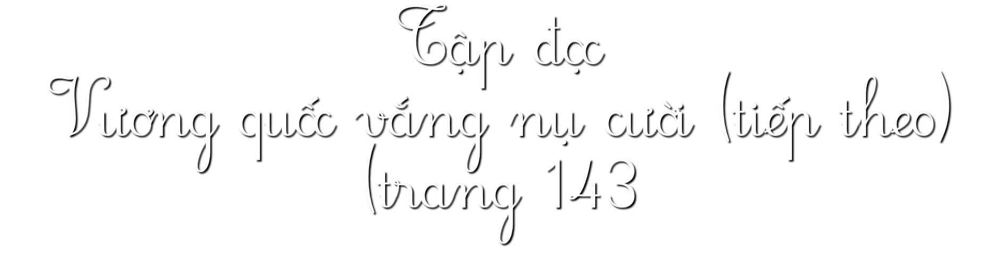 Tập đọc
Vương quốc vắng nụ cười (tiếp theo)
(trang 143